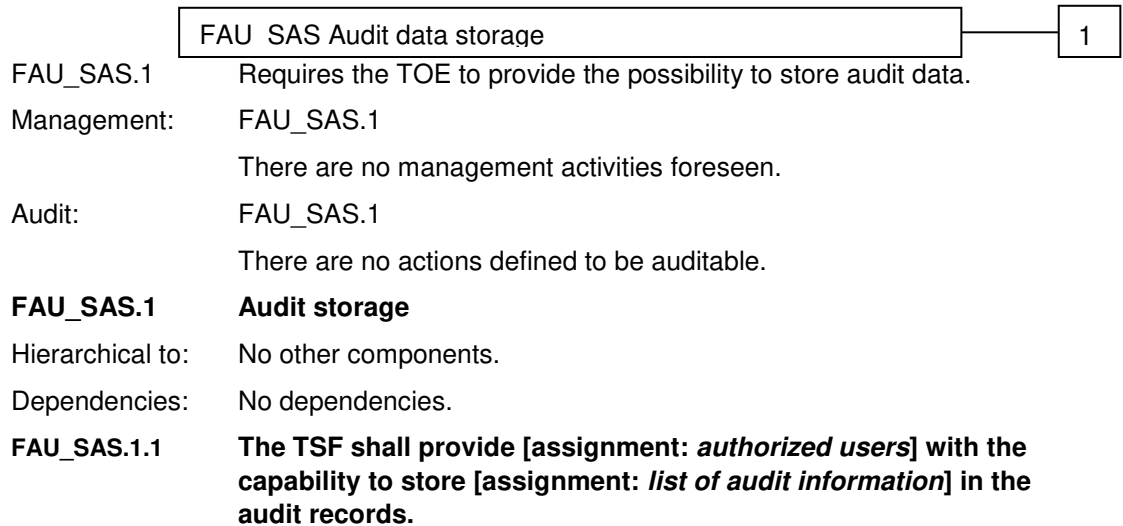 FAU_SAS Audit data storage 1
FAU_SAS.1 Requires the TOE to provide the possibility to store audit data.
Management: FAU_SAS.1
There are no management activities foreseen.
Audit: FAU_SAS.1
There are no actions defined to be auditable.
FAU_SAS.1 Audit storage
Hierarchical to: No other components.
Dependencies: No dependencies.
FAU_SAS.1.1 The TSF shall provide [assignment: authorized users] with the
capability to store [assignment: list of audit information] in the
audit records.